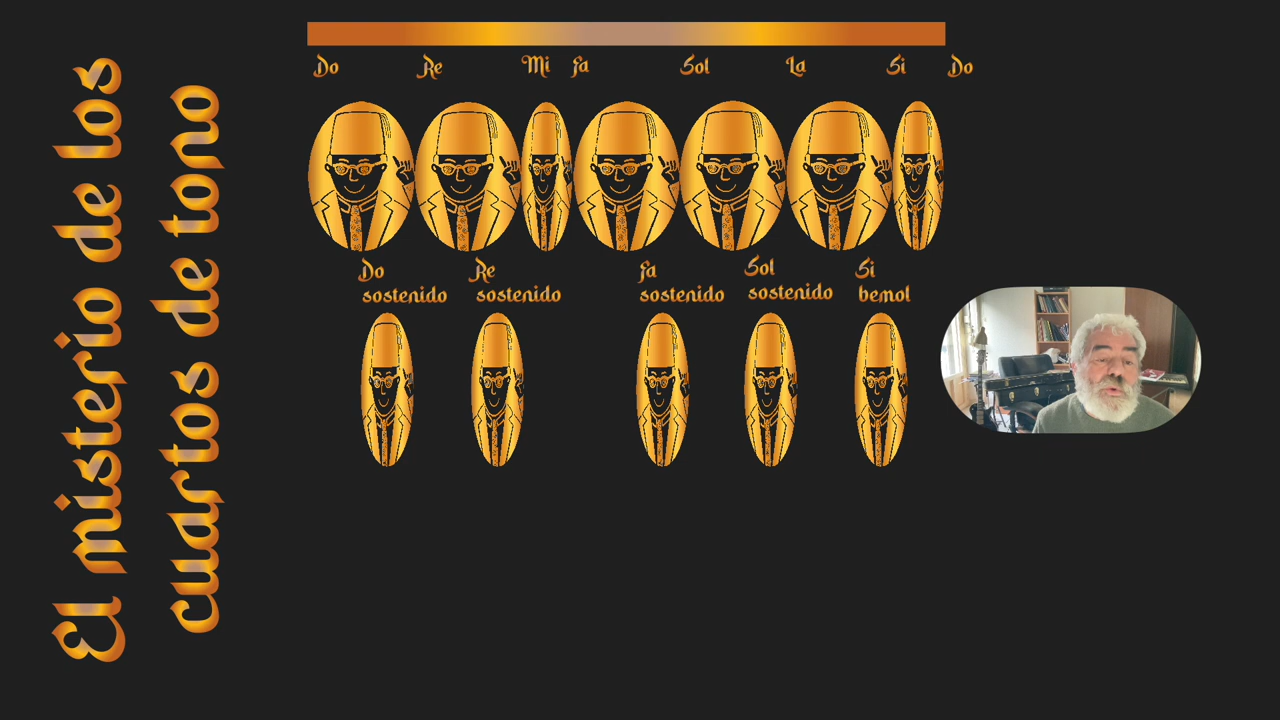 El misterio de los
cuartos de tono
Do Re Mi fa Sol La Si Do
Do
sostenido
Re
sostenido
fa
sostenido
Sol
sostenido
Si
bemol